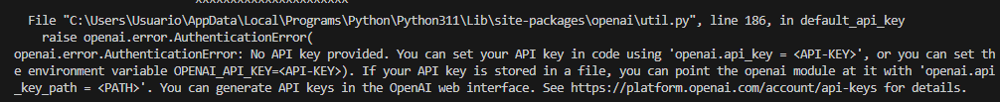 ^^^^^^^^^^^^^^^^^^^^^
File "C:\Users\Usuario\AppData\Local\Programs\Python\Python311\Lib\site-packages\openai\util.py", line 186, in default_api_key
raise openai.error.AuthenticationError(
openai.error.AuthenticationError: No API key provided. You can set your API key in code using 'openai.api_key = <API-KEY>', or you can set th
e environment variable OPENAI_API_KEY=<API-KEY>). If your API key is stored in a file, you can point the openai module at it with 'openai.api
_key_path = <PATH>'. You can generate API keys in the OpenAI web interface. See https://platform.openai.com/account/api-keys for details.